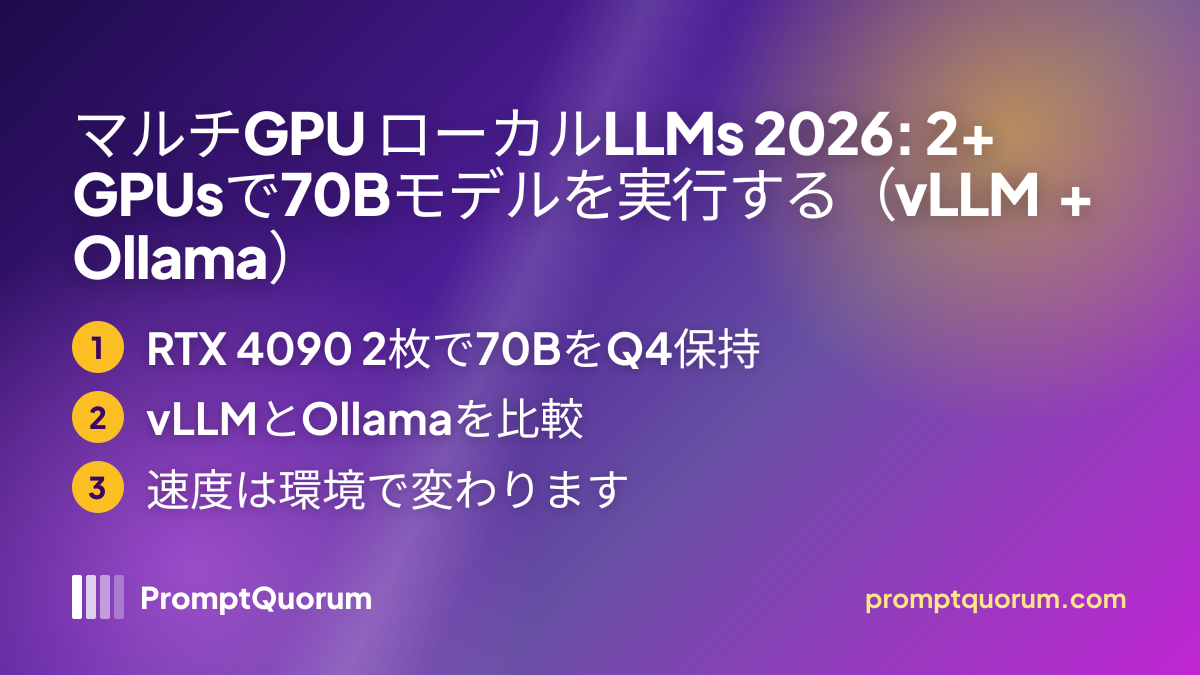 マルチGPU ローカルLLMs 2026: 2+
GPUsで70Bモデルを実行する（vLLM +
Ollama）
1 RTX 4090 2枚で70BをQ4保持
2 vLLMとOllamaを比較
3 速度は環境で変わります
PromptQuorum
promptquorum.com